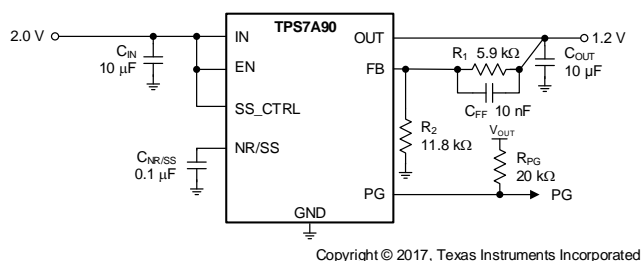 TPS7A90
2.0 V
C_IN
10 µF
IN
EN
SS_CTRL
NR/SS
C_NR/SS
0.1 µF
GND
OUT
FB
PG
R_1 5.9 kΩ
C_FF 10 nF
1.2 V
C_OUT
10 µF
R_2
11.8 kΩ
V_OUT
R_PG
20 kΩ
PG
Copyright © 2017, Texas Instruments Incorporated